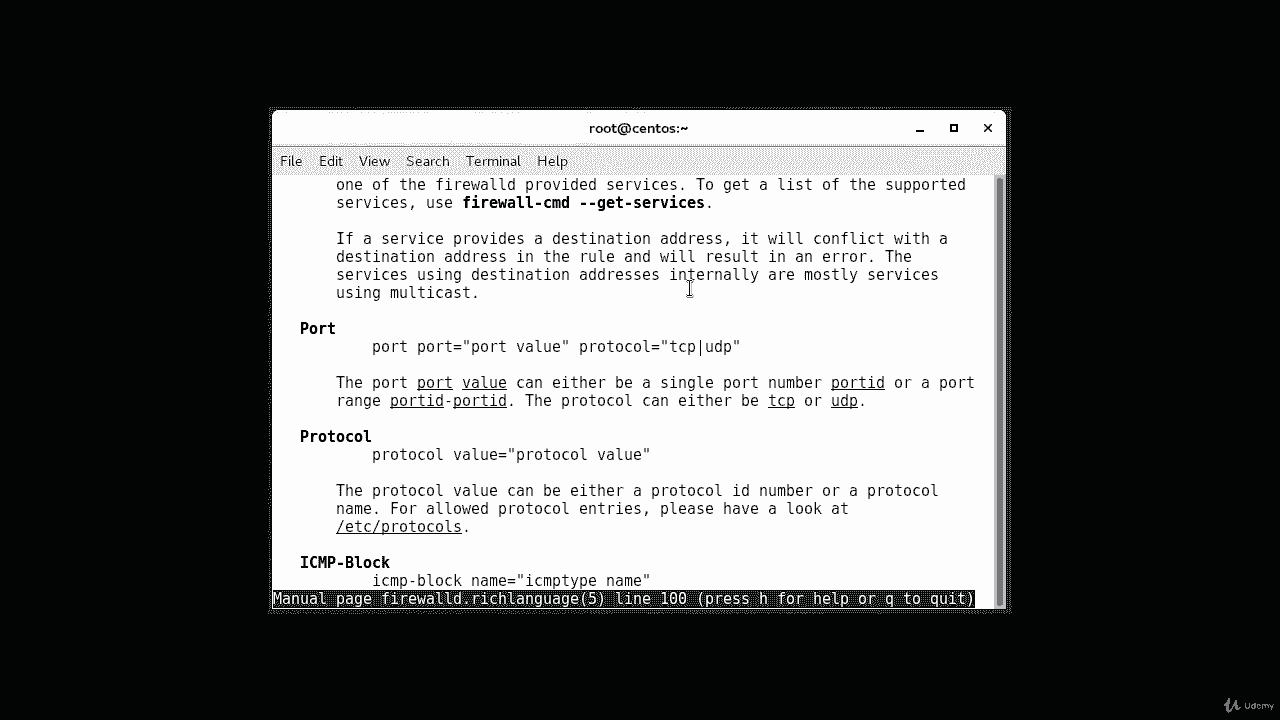 root@centos:~
File Edit View Search Terminal Help
one of the firewalld provided services. To get a list of the supported
services, use firewall-cmd --get-services.
If a service provides a destination address, it will conflict with a
destination address in the rule and will result in an error. The
services using destination addresses internally are mostly services
using multicast.
Port
port port="port value" protocol="tcp|udp"
The port port value can either be a single port number portid or a port
range portid-portid. The protocol can either be tcp or udp.
Protocol
protocol value="protocol value"
The protocol value can be either a protocol id number or a protocol
name. For allowed protocol entries, please have a look at
/etc/protocols.
ICMP-Block
icmp-block name="icmptype name"
Manual page firewalld.richlanguage(5) line 100 (press h for help or q to quit)
Udemy